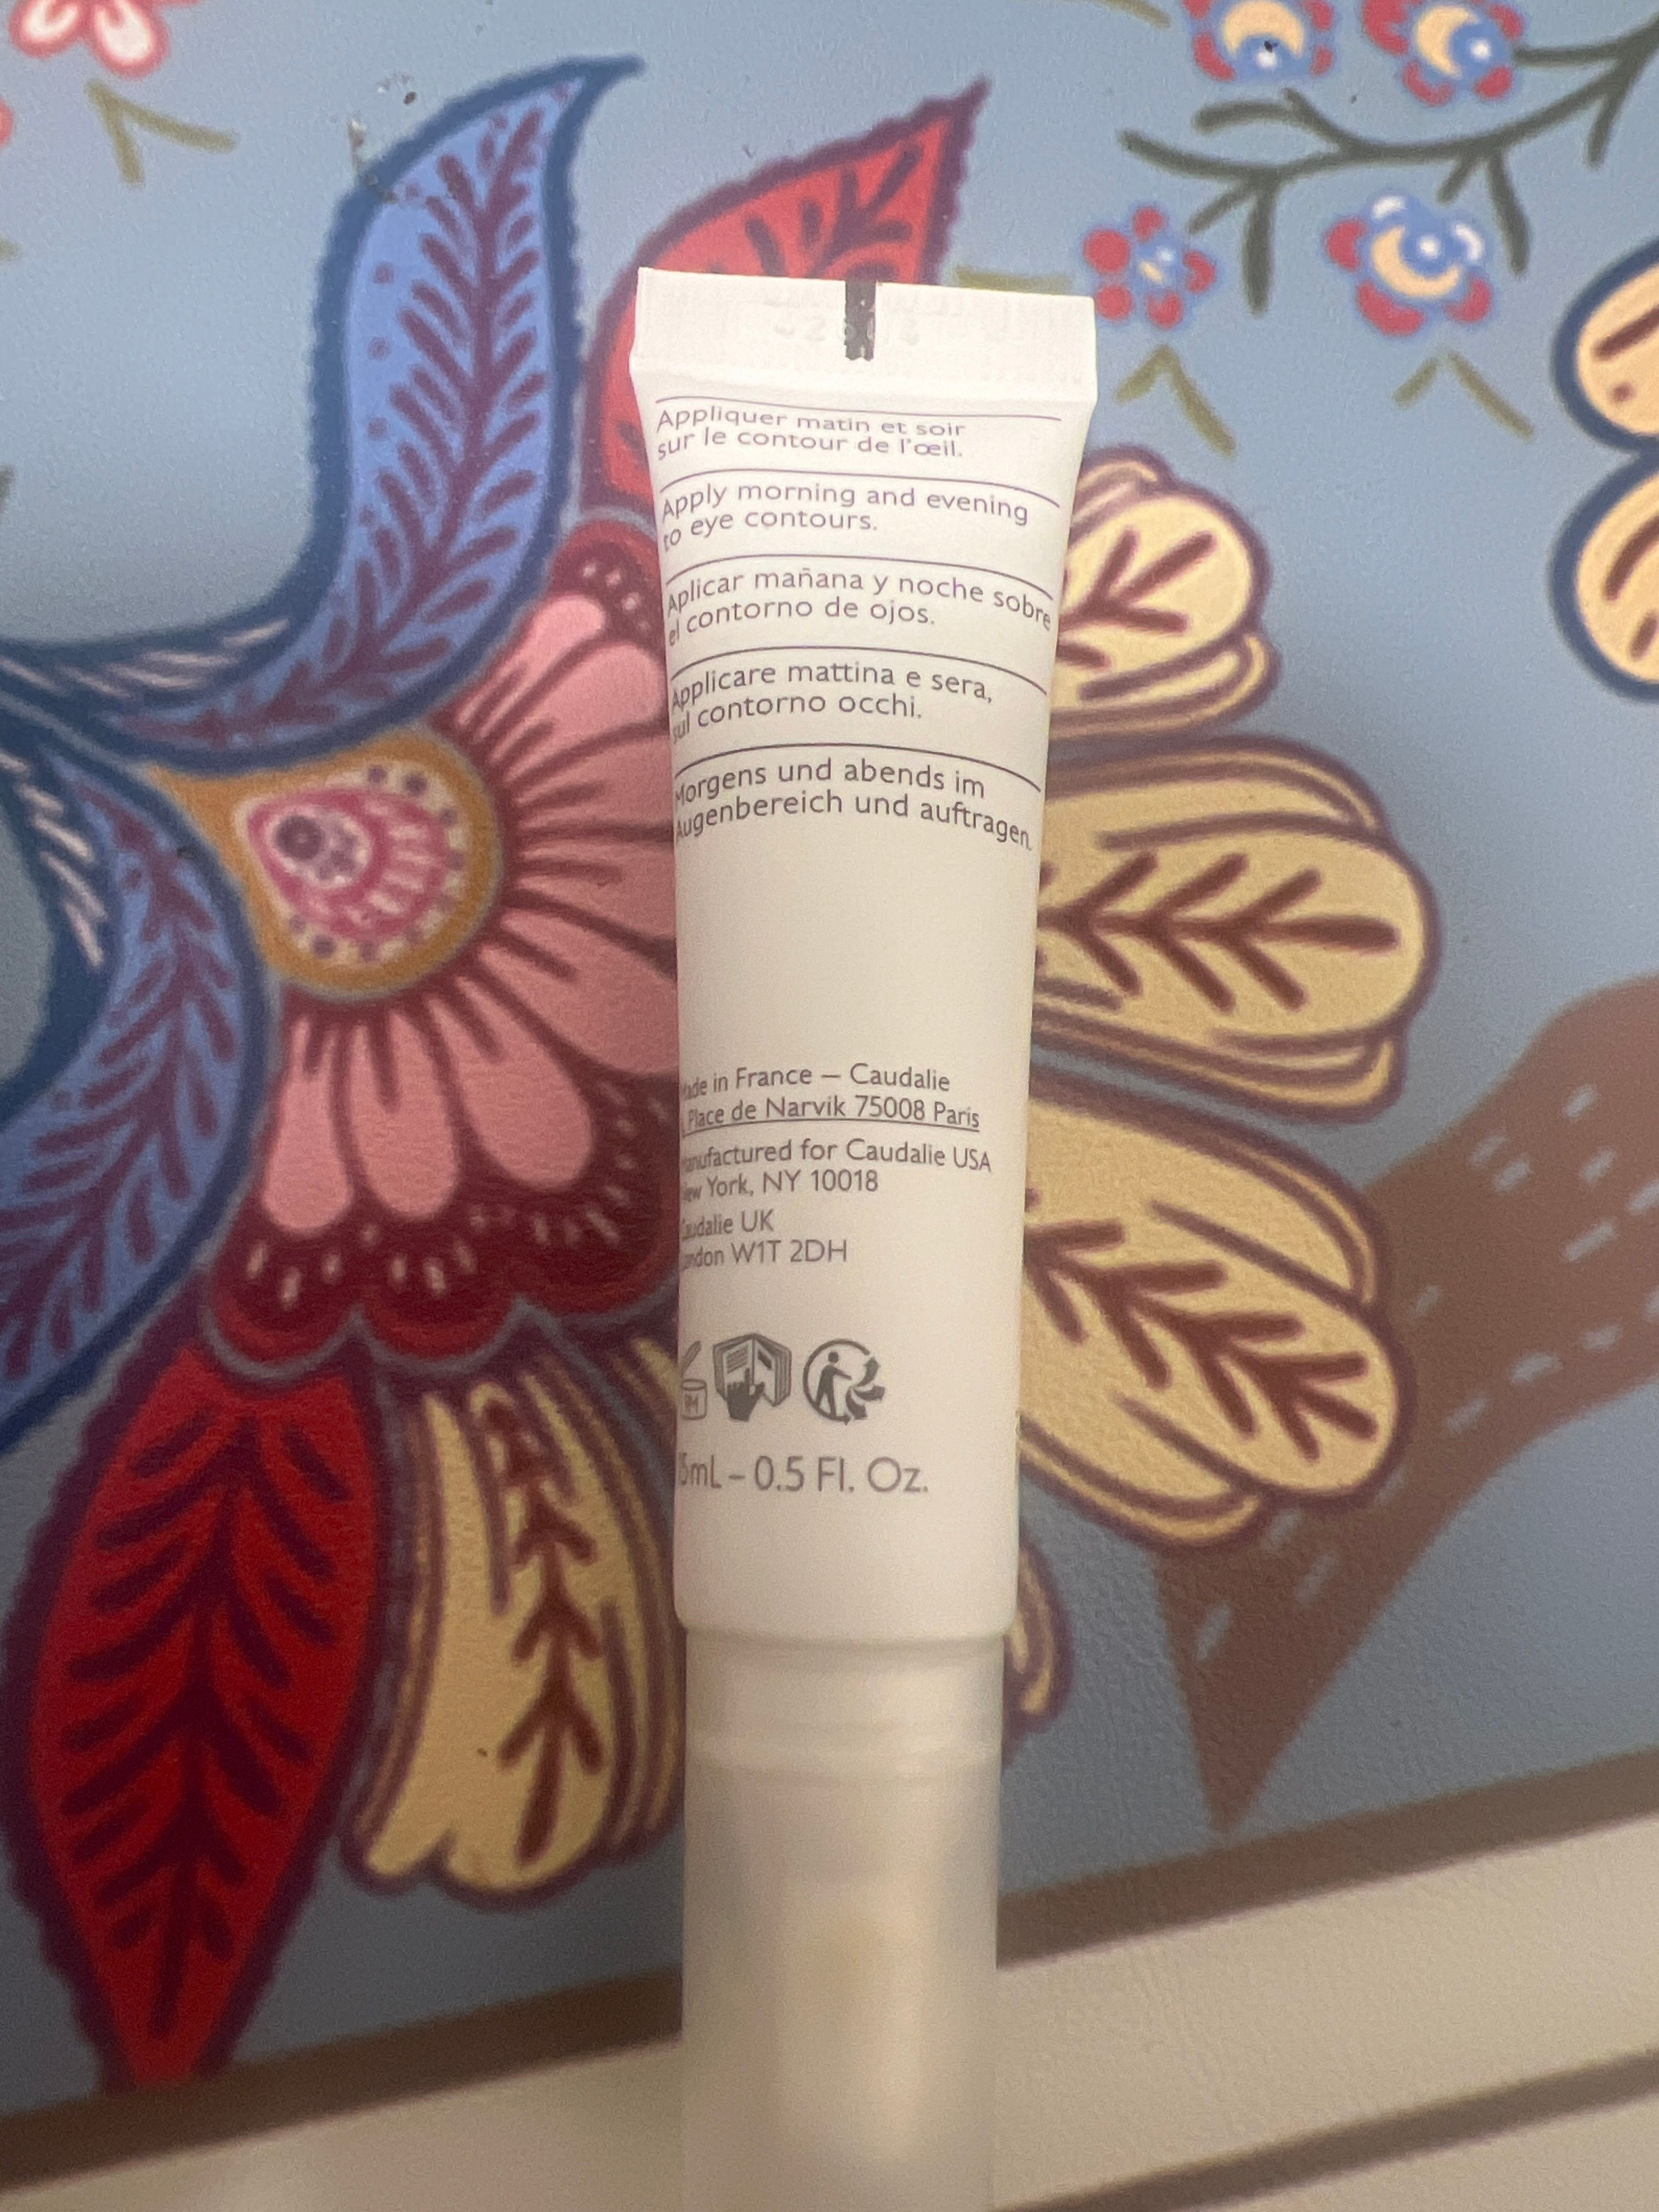 Appliquer matin et soir
sur le contour de l'œil.
Apply morning and evening
to eye contours.
Aplicar mañana y noche sobre
el contorno de ojos.
Applicare mattina e sera,
sul contorno occhi.
Morgens und abends im
Augenbereich und auftragen.
Made in France – Caudalie
Place de Narvik 75008 Paris
Manufactured for Caudalie USA
New York, NY 10018
Caudalie UK
London W1T 2DH
15mL – 0.5 Fl. Oz.